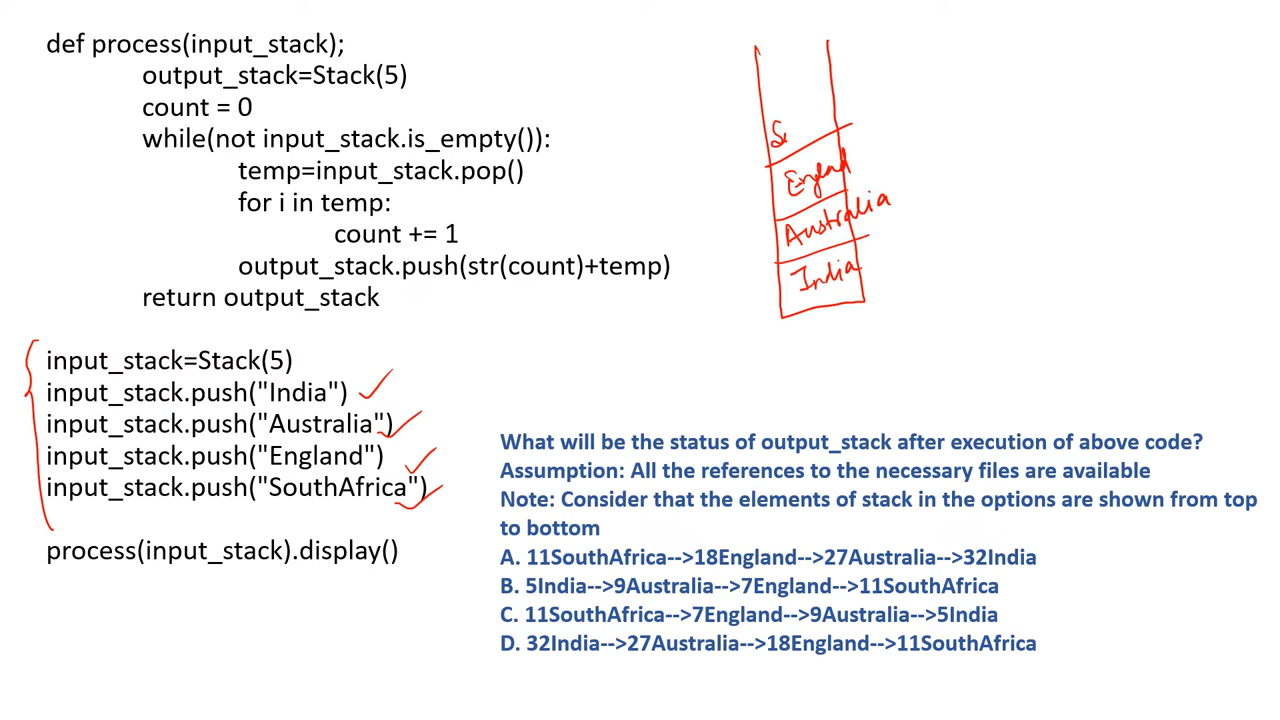 def process(input_stack);
output_stack=Stack(5)
count = 0
while(not input_stack.is_empty()):
temp=input_stack.pop()
for i in temp:
count += 1
output_stack.push(str(count)+temp)
return output_stack
input_stack=Stack(5)
input_stack.push("India")
input_stack.push("Australia")
input_stack.push("England")
input_stack.push("SouthAfrica")
process(input_stack).display()
S
Englad
Australia
India
What will be the status of output_stack after execution of above code?
Assumption: All the references to the necessary files are available
Note: Consider that the elements of stack in the options are shown from top
to bottom
A. 11SouthAfrica-->18England-->27Australia-->32India
B. 5India-->9Australia-->7England-->11SouthAfrica
C. 11SouthAfrica-->7England-->9Australia-->5India
D. 32India-->27Australia-->18England-->11SouthAfrica